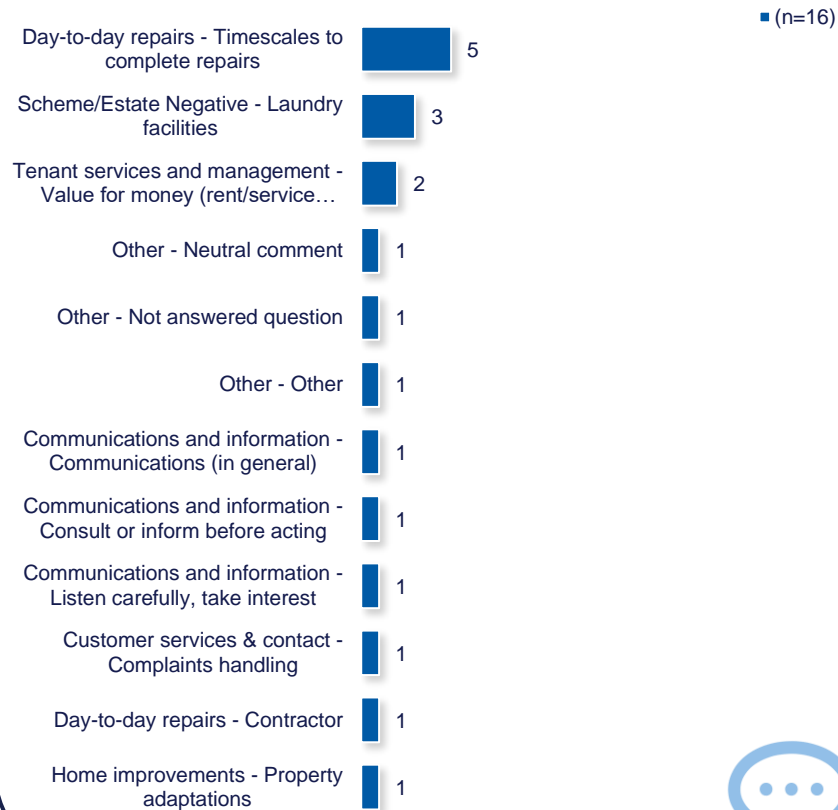 (n=16)
Day-to-day repairs - Timescales to
complete repairs
5
Scheme/Estate Negative - Laundry
facilities
3
Tenant services and management -
Value for money (rent/service…
2
Other - Neutral comment
1
Other - Not answered question
1
Other - Other
1
Communications and information -
Communications (in general)
1
Communications and information -
Consult or inform before acting
1
Communications and information -
Listen carefully, take interest
1
Customer services & contact -
Complaints handling
1
Day-to-day repairs - Contractor
1
Home improvements - Property
adaptations
1